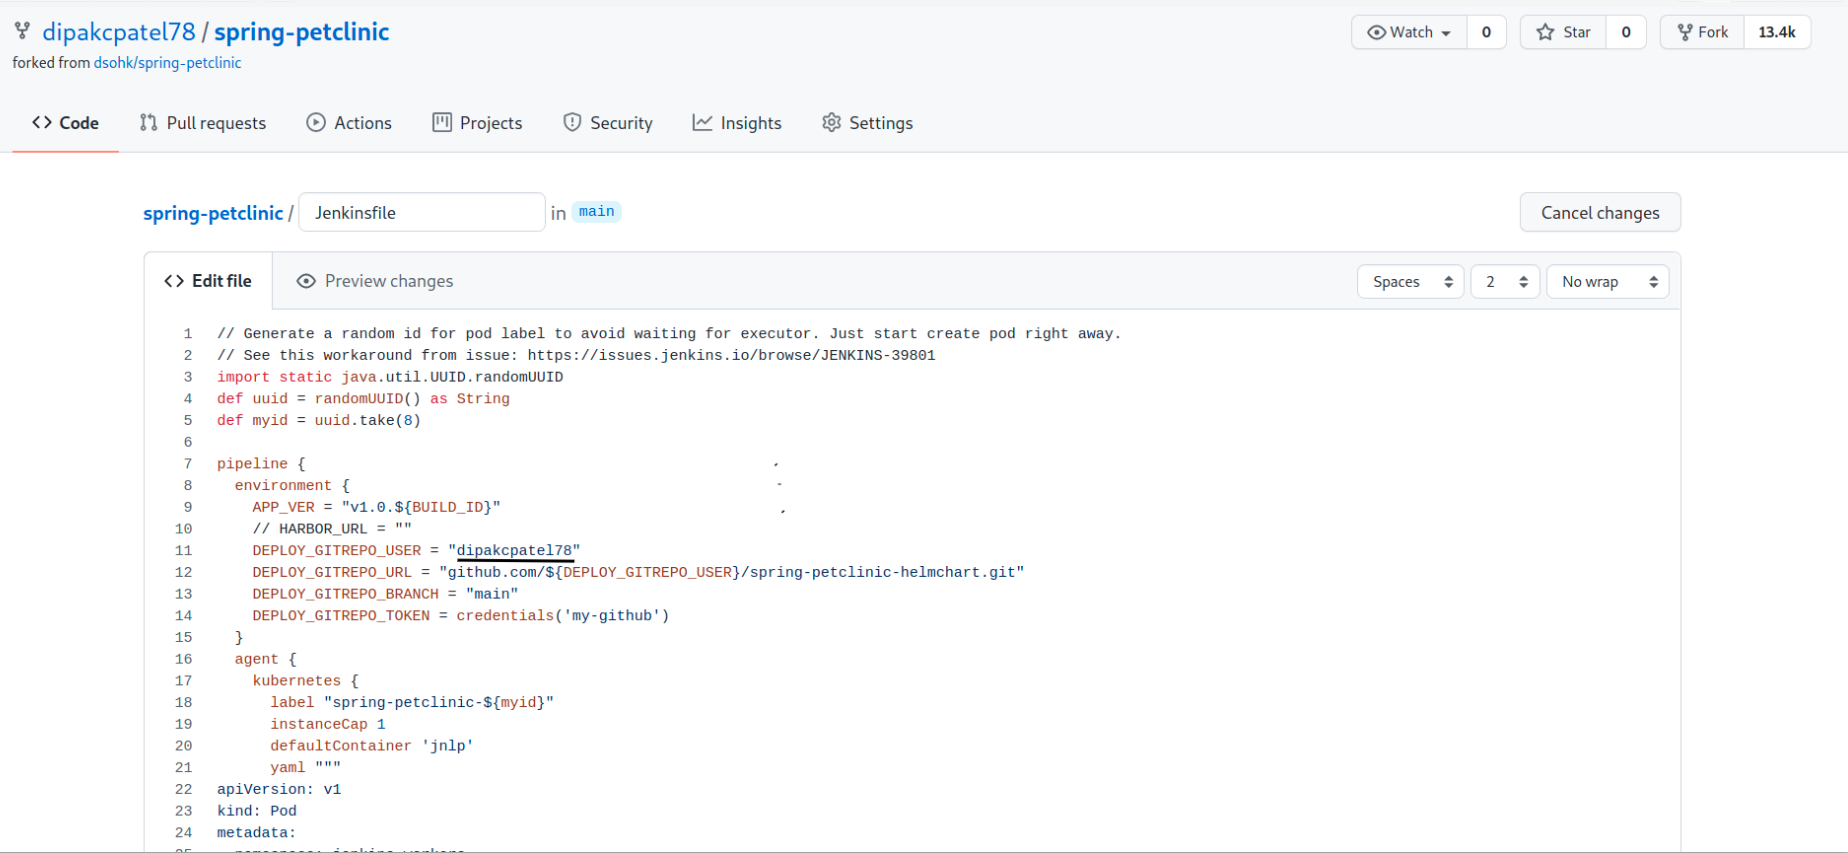 dipakcpatel78 / spring-petclinic
Watch 0 Star 0 Fork 13.4k
forked from dsohk/spring-petclinic
Code Pull requests Actions Projects Security Insights Settings
spring-petclinic / Jenkinsfile in main Cancel changes
Edit file Preview changes Spaces 2 No wrap
1 // Generate a random id for pod label to avoid waiting for executor. Just start create pod right away.
2 // See this workaround from issue: https://issues.jenkins.io/browse/JENKINS-39801
3 import static java.util.UUID.randomUUID
4 def uuid = randomUUID() as String
5 def myid = uuid.take(8)
6
7 pipeline {
8   environment {
9     APP_VER = "v1.0.${BUILD_ID}"
10     // HARBOR_URL = ""
11     DEPLOY_GITREPO_USER = "dipakcpatel78"
12     DEPLOY_GITREPO_URL = "github.com/${DEPLOY_GITREPO_USER}/spring-petclinic-helmchart.git"
13     DEPLOY_GITREPO_BRANCH = "main"
14     DEPLOY_GITREPO_TOKEN = credentials('my-github')
15   }
16   agent {
17     kubernetes {
18       label "spring-petclinic-${myid}"
19       instanceCap 1
20       defaultContainer 'jnlp'
21       yaml """
22 apiVersion: v1
23 kind: Pod
24 metadata: